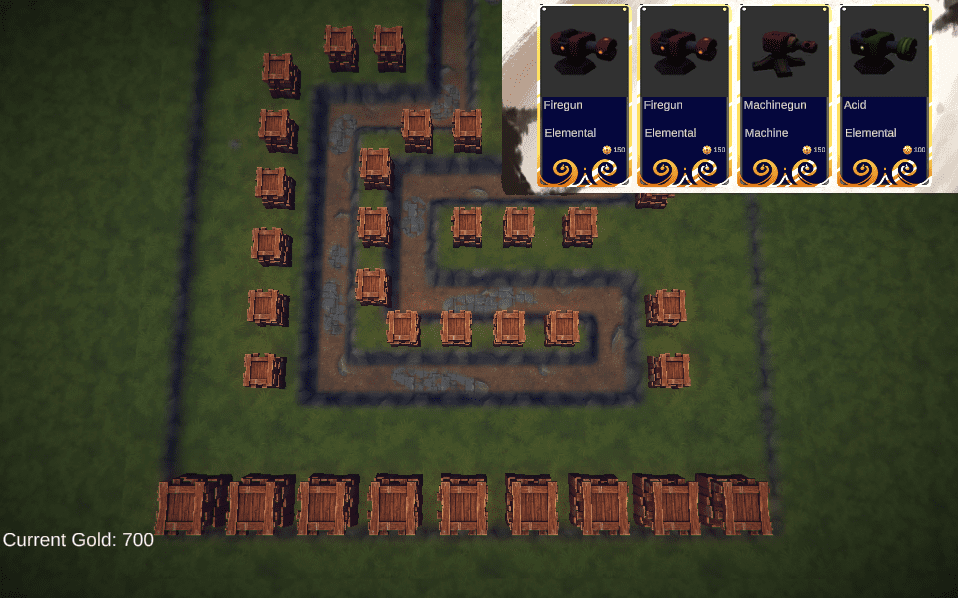 Firegun
Elemental
150
Firegun
Elemental
150
Machinegun
Machine
150
Acid
Elemental
100
Current Gold: 700